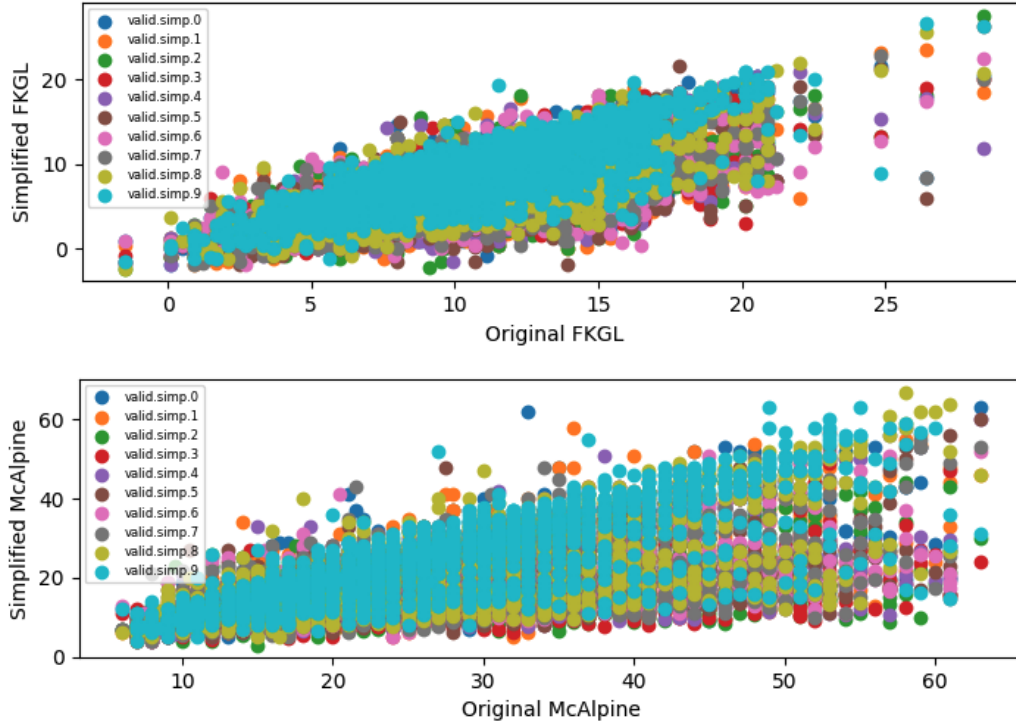 valid.simp.0
valid.simp.1
valid.simp.2
valid.simp.3
valid.simp.4
valid.simp.5
valid.simp.6
valid.simp.7
valid.simp.8
valid.simp.9
Simplified FKGL
20
10
0
0 5 10 15 20 25
Original FKGL
valid.simp.0
valid.simp.1
valid.simp.2
valid.simp.3
valid.simp.4
valid.simp.5
valid.simp.6
valid.simp.7
valid.simp.8
valid.simp.9
Simplified McAlpine
60
40
20
0
10 20 30 40 50 60
Original McAlpine